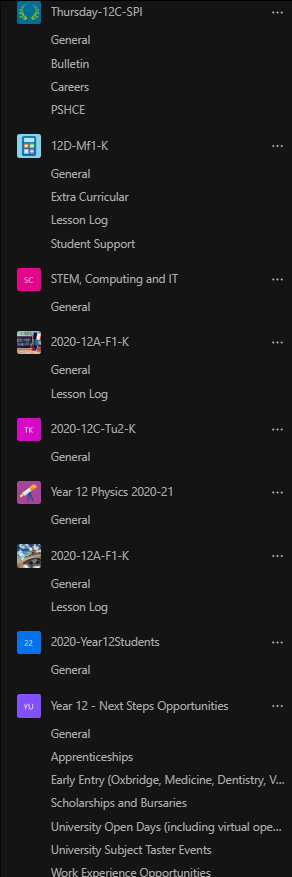 Thursday-12C-SPI
General
Bulletin
Careers
PSHCE
12D-Mf1-K
General
Extra Curricular
Lesson Log
Student Support
SC STEM, Computing and IT
General
2020-12A-F1-K
General
Lesson Log
TK 2020-12C-Tu2-K
General
Year 12 Physics 2020-21
General
2020-12A-F1-K
General
Lesson Log
22 2020-Year12Students
General
YU Year 12 - Next Steps Opportunities
General
Apprenticeships
Early Entry (Oxbridge, Medicine, Dentistry, V...
Scholarships and Bursaries
University Open Days (including virtual ope...
University Subject Taster Events
Work Experience Opportunities